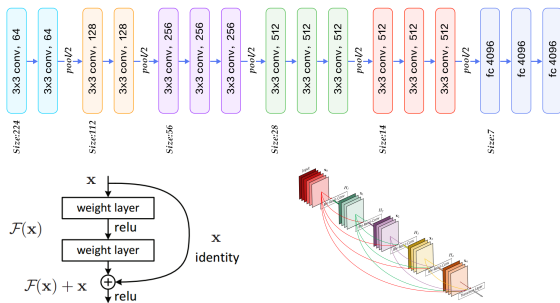 3x3 conv, 64
3x3 conv, 64
pool/2
3x3 conv, 128
3x3 conv, 128
pool/2
3x3 conv, 256
3x3 conv, 256
3x3 conv, 256
pool/2
3x3 conv, 512
3x3 conv, 512
3x3 conv, 512
pool/2
3x3 conv, 512
3x3 conv, 512
3x3 conv, 512
pool/2
fc 4096
fc 4096
fc 4096
Size:224
Size:112
Size:56
Size:28
Size:14
Size:7
x
weight layer
F(x)
relu
x
weight layer
identity
F(x) + x
relu